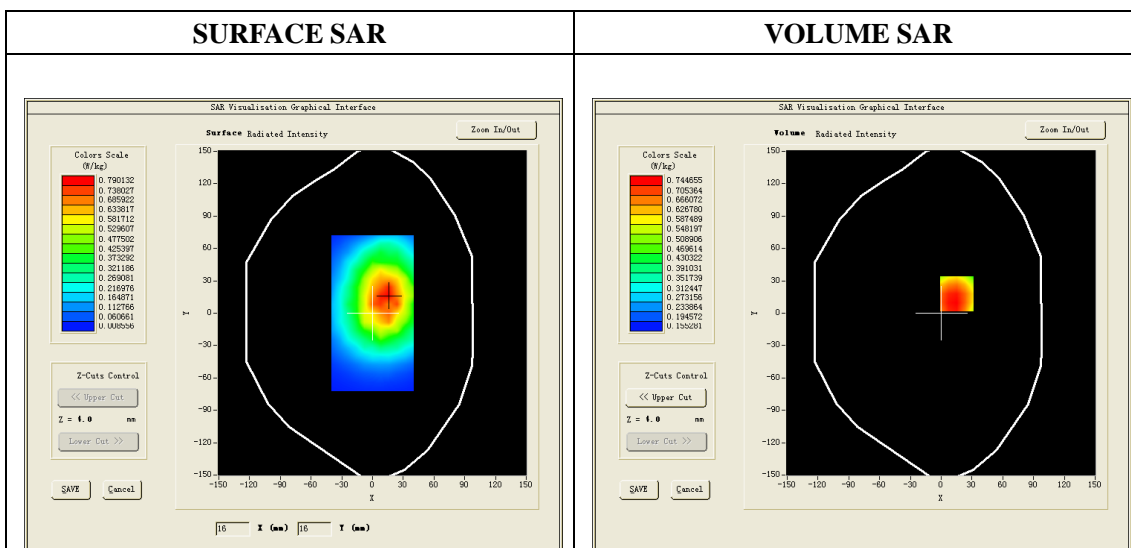 SURFACE SAR
VOLUME SAR
SAR Visualisation Graphical Interface
Surface Radiated Intensity
Zoom In/Out
Colors Scale
(W/kg)
0.790132
0.738027
0.685922
0.633817
0.581712
0.529607
0.477502
0.425397
0.373292
0.321186
0.269081
0.216976
0.164871
0.112766
0.060661
0.008556
150
120
90
60
30
0
-30
-60
-90
-120
-150
Y
-150 -120 -90 -60 -30 0 30 60 90 120 150
X
Z-Cuts Control
<< Upper Cut
Z = 4.0 mm
Lower Cut >>
SAVE Cancel
16 X (mm) 16 Y (mm)
SAR Visualisation Graphical Interface
Volume Radiated Intensity
Zoom In/Out
Colors Scale
(W/kg)
0.744655
0.705364
0.666072
0.626780
0.587489
0.548197
0.508906
0.469614
0.430322
0.391031
0.351739
0.312447
0.273156
0.233864
0.194572
0.155281
150
120
90
60
30
0
-30
-60
-90
-120
-150
Y
-150 -120 -90 -60 -30 0 30 60 90 120 150
X
Z-Cuts Control
<< Upper Cut
Z = 4.0 mm
Lower Cut >>
SAVE Cancel